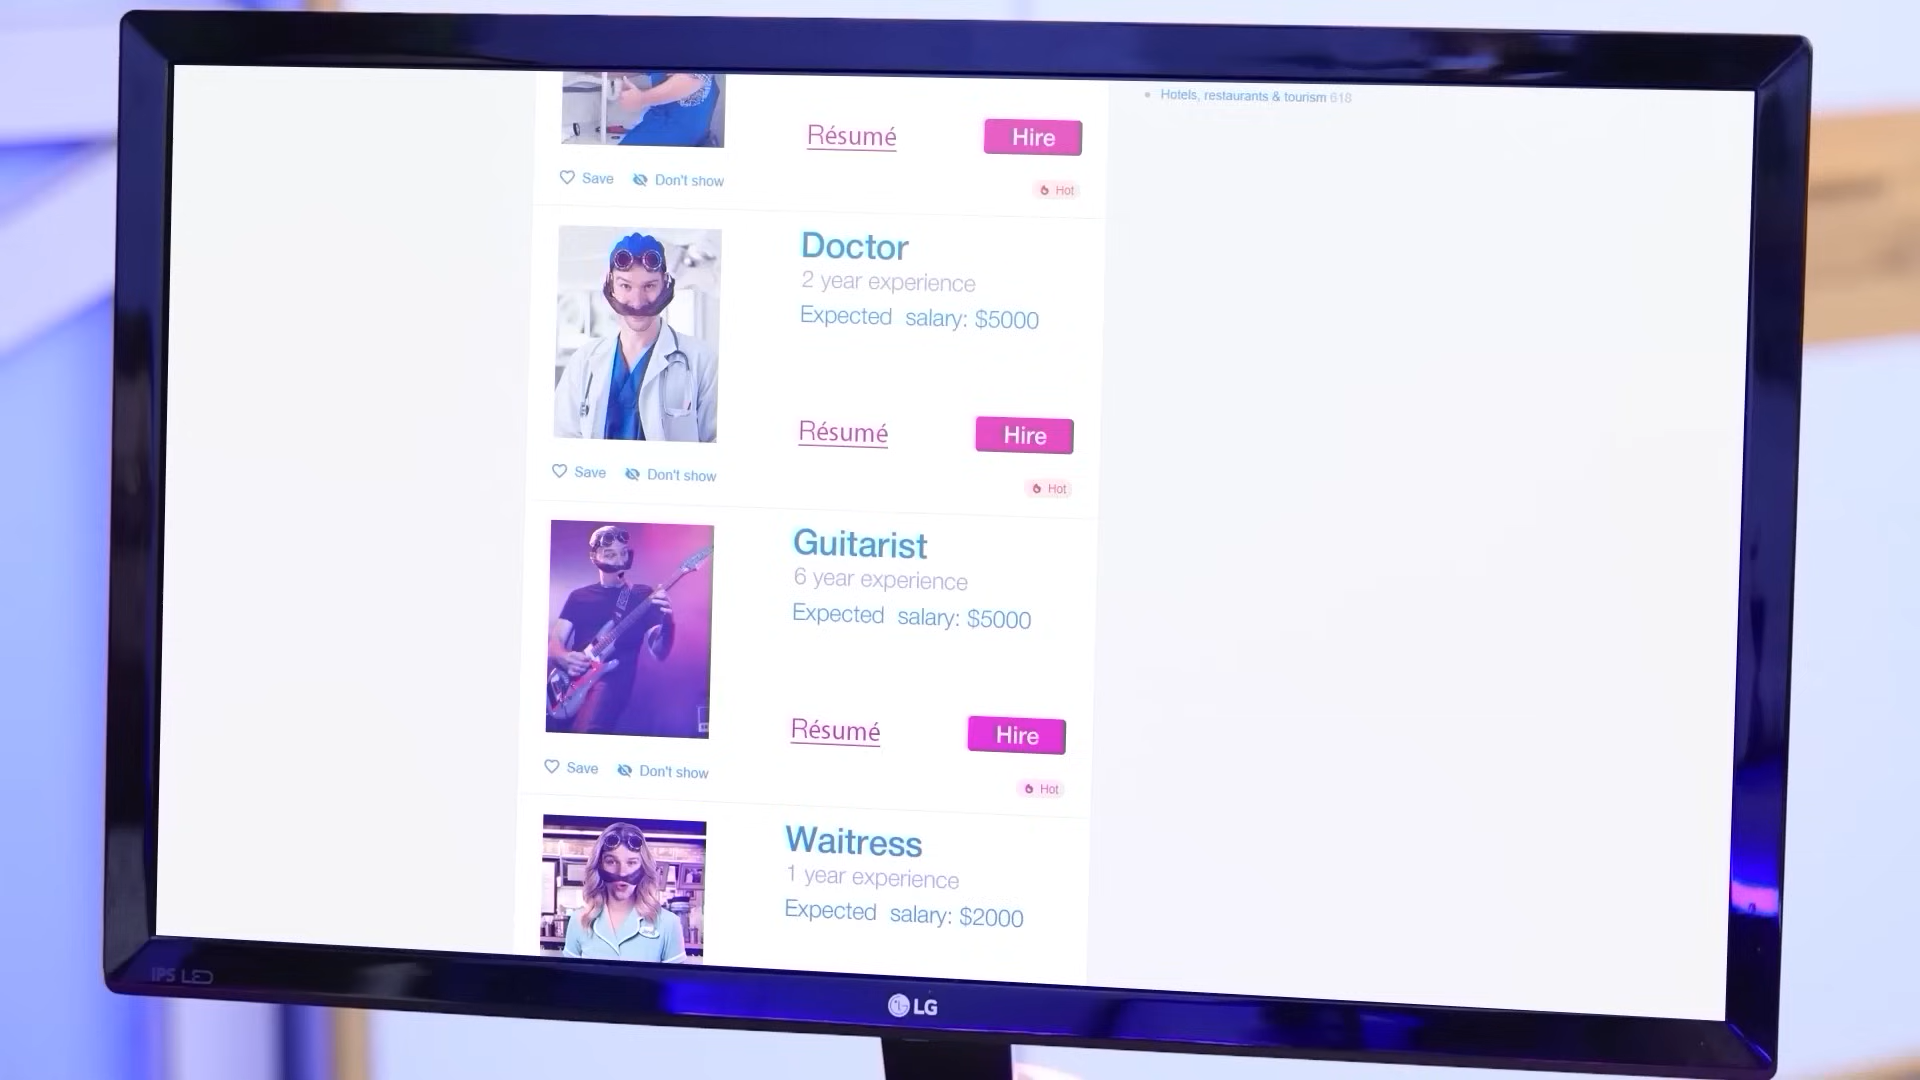 Hotels, restaurants & tourism 618
Résumé
Hire
Save
Don't show
Hot
Doctor
2 year experience
Expected salary: $5000
Résumé
Hire
Save
Don't show
Hot
Guitarist
6 year experience
Expected salary: $5000
Résumé
Hire
Save
Don't show
Hot
Waitress
1 year experience
Expected salary: $2000
IPS LED
LG